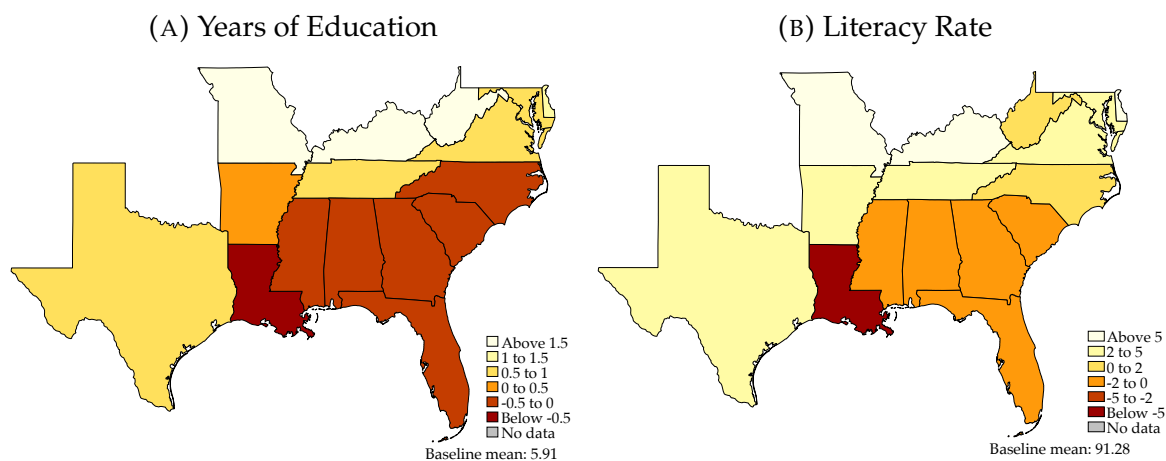 (A) Years of Education
Above 1.5
1 to 1.5
0.5 to 1
0 to 0.5
-0.5 to 0
Below -0.5
No data
Baseline mean: 5.91
(B) Literacy Rate
Above 5
2 to 5
0 to 2
-2 to 0
-5 to -2
Below -5
No data
Baseline mean: 91.28